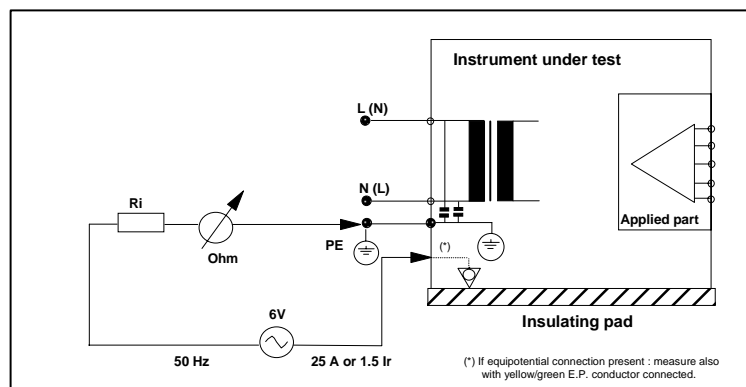 Instrument under test
L (N)
N (L)
Ri
Ohm
PE
(*)
Applied part
6V
50 Hz
25 A or 1.5 Ir
Insulating pad
(*) If equipotential connection present : measure also
with yellow/green E.P. conductor connected.